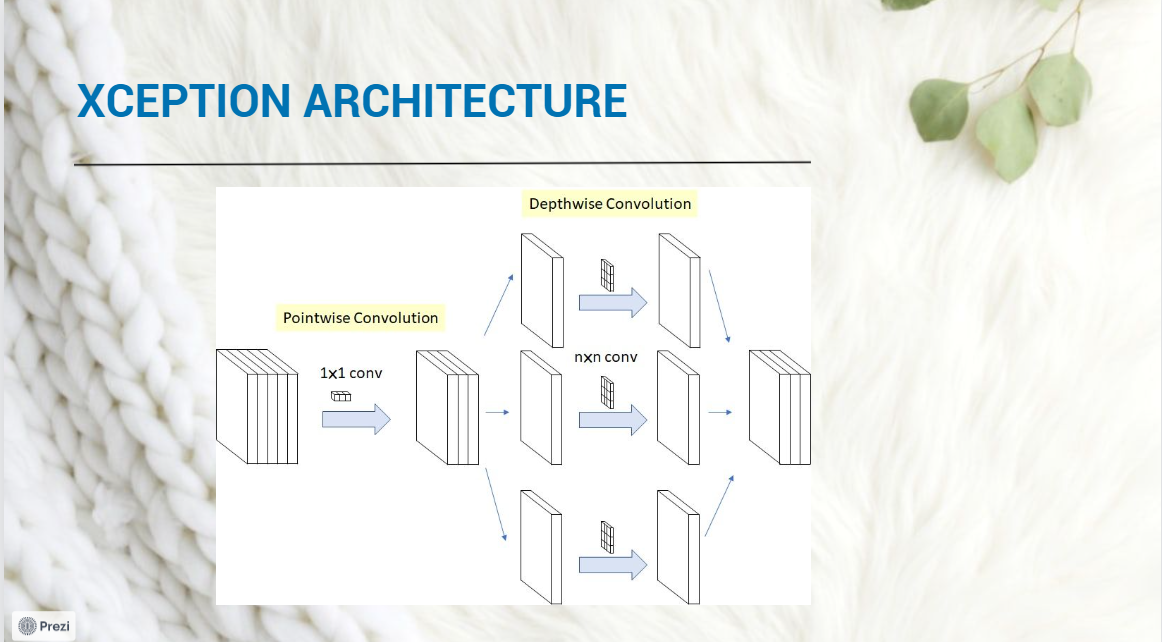 XCEPTION ARCHITECTURE
Depthwise Convolution
Pointwise Convolution
1x1 conv
nxn conv
Prezi